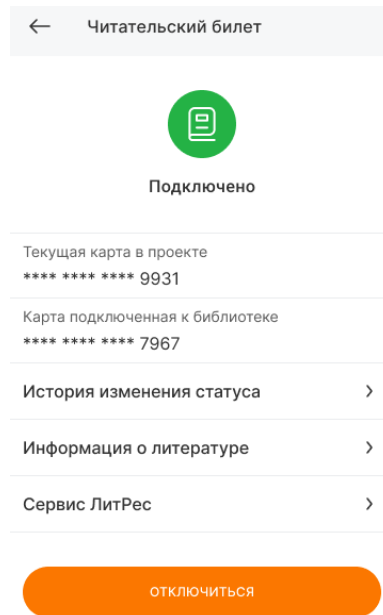 Читательский билет
Подключено
Текущая карта в проекте
**** **** **** 9931
Карта подключенная к библиотеке
**** **** **** 7967
История изменения статуса
Информация о литературе
Сервис ЛитРес
ОТКЛЮЧИТЬСЯ